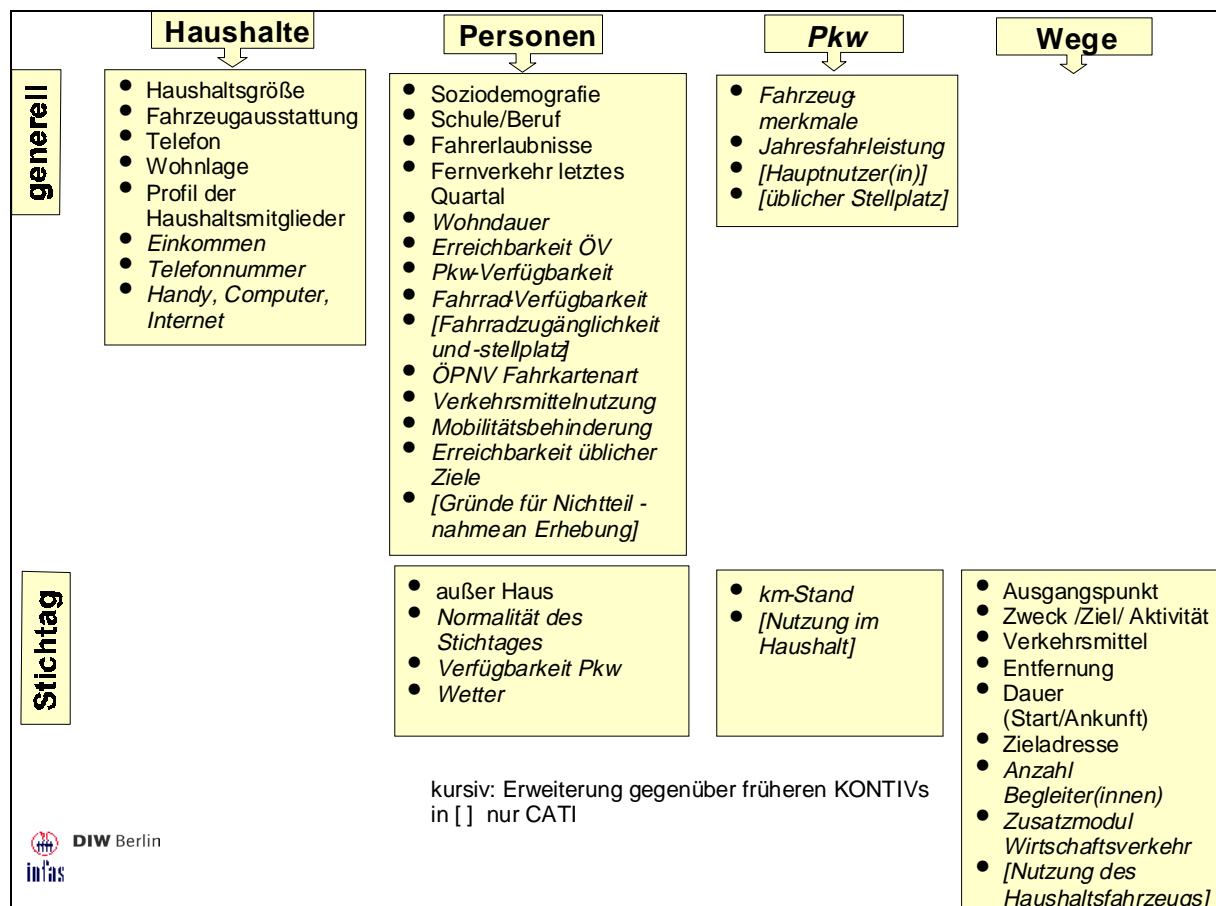 Haushalte
Personen
Pkw
Wege
generell
Haushaltsgröße
Fahrzeugausstattung
Telefon
Wohnlage
Profil der
Haushaltsmitglieder
Einkommen
Telefonnummer
Handy, Computer,
Internet
Soziodemografie
Schule/Beruf
Fahrerlaubnisse
Fernverkehr letztes
Quartal
Wohndauer
Erreichbarkeit ÖV
Pkw-Verfügbarkeit
Fahrrad-Verfügbarkeit
[Fahrradzugänglichkeit
und -stellplatz]
ÖPNV Fahrkartenart
Verkehrsmittelnutzung
Mobilitätsbehinderung
Erreichbarkeit üblicher
Ziele
[Gründe für Nichtteil -
nahmean Erhebung]
Fahrzeug-
merkmale
Jahresfahrleistung
[Hauptnutzer(in)]
[üblicher Stellplatz]
Stichtag
außer Haus
Normalität des
Stichtages
Verfügbarkeit Pkw
Wetter
km-Stand
[Nutzung im
Haushalt]
Ausgangspunkt
Zweck /Ziel/ Aktivität
Verkehrsmittel
Entfernung
Dauer
(Start/Ankunft)
Zieladresse
Anzahl
Begleiter(innen)
Zusatzmodul
Wirtschaftsverkehr
[Nutzung des
Haushaltsfahrzeugs]
kursiv: Erweiterung gegenüber früheren KONTIVs
in [ ] nur CATI
DIW Berlin
infas